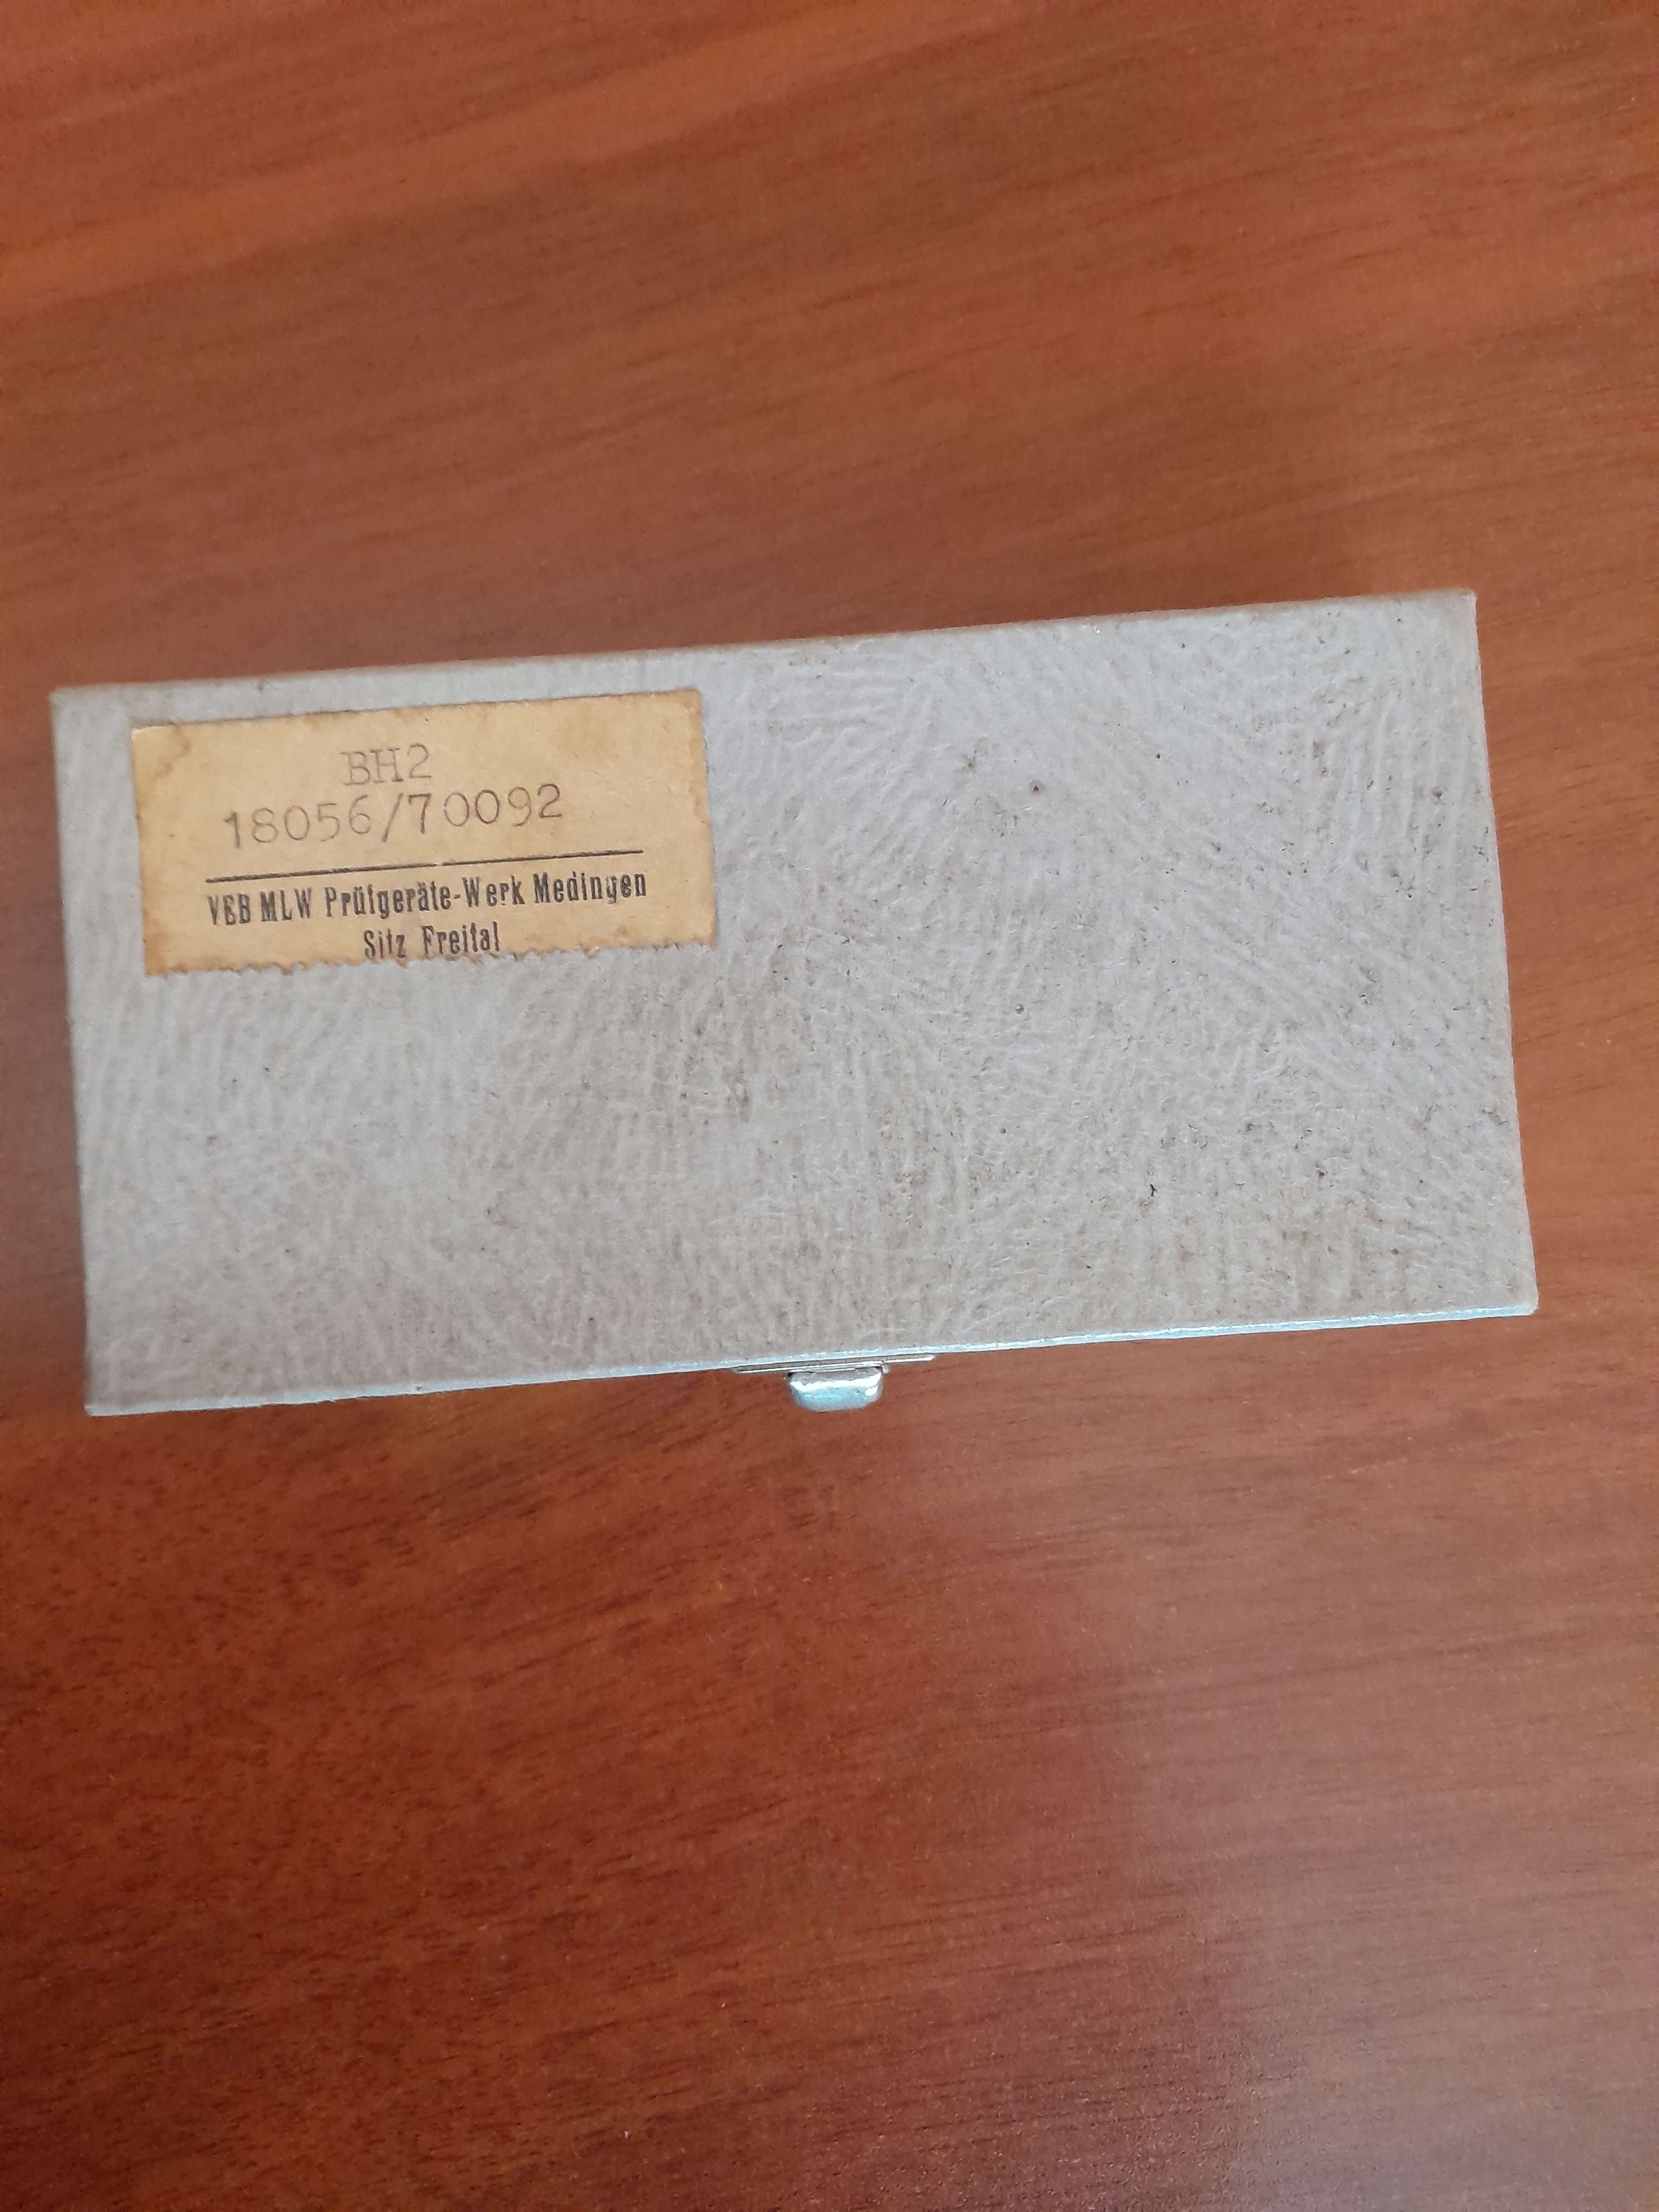 BH2
18056/70092
VEB MLW Prüfgeräte-Werk Medingen
Sitz Freital